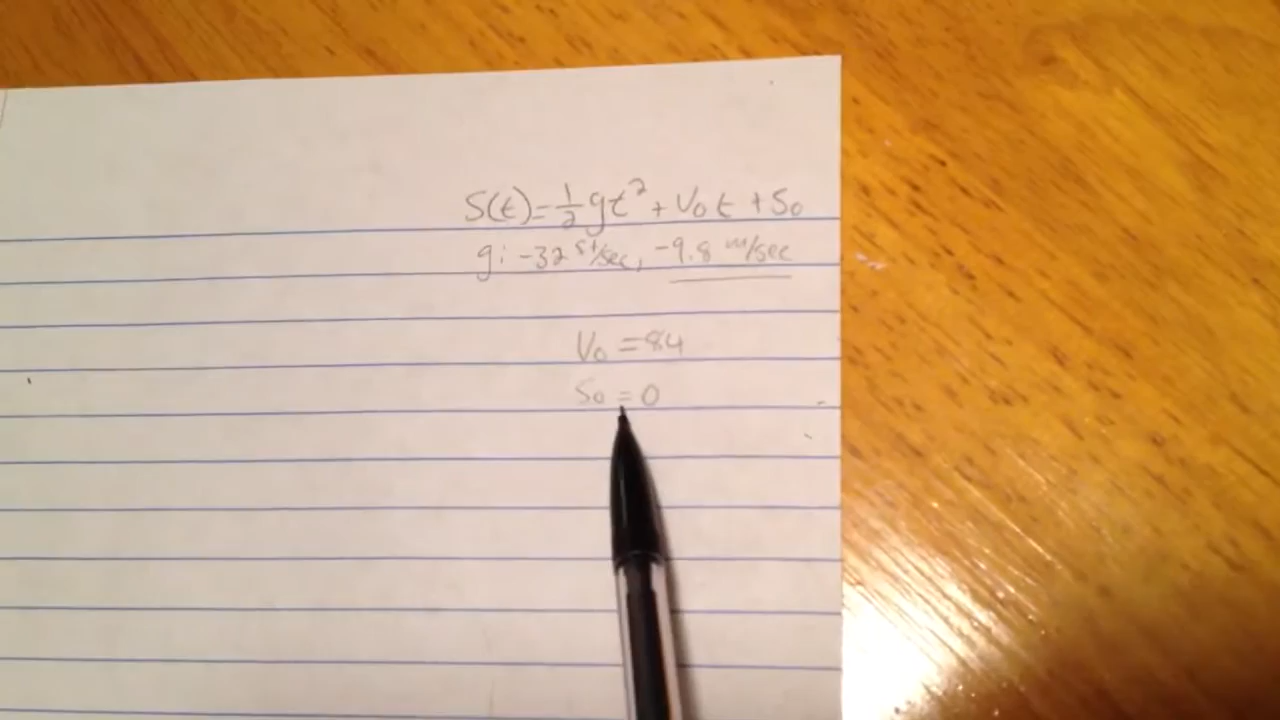 S(t)=½gt²+V₀t+S₀
g: -32 ft/sec, -9.8 m/sec
V₀=84
S₀=0